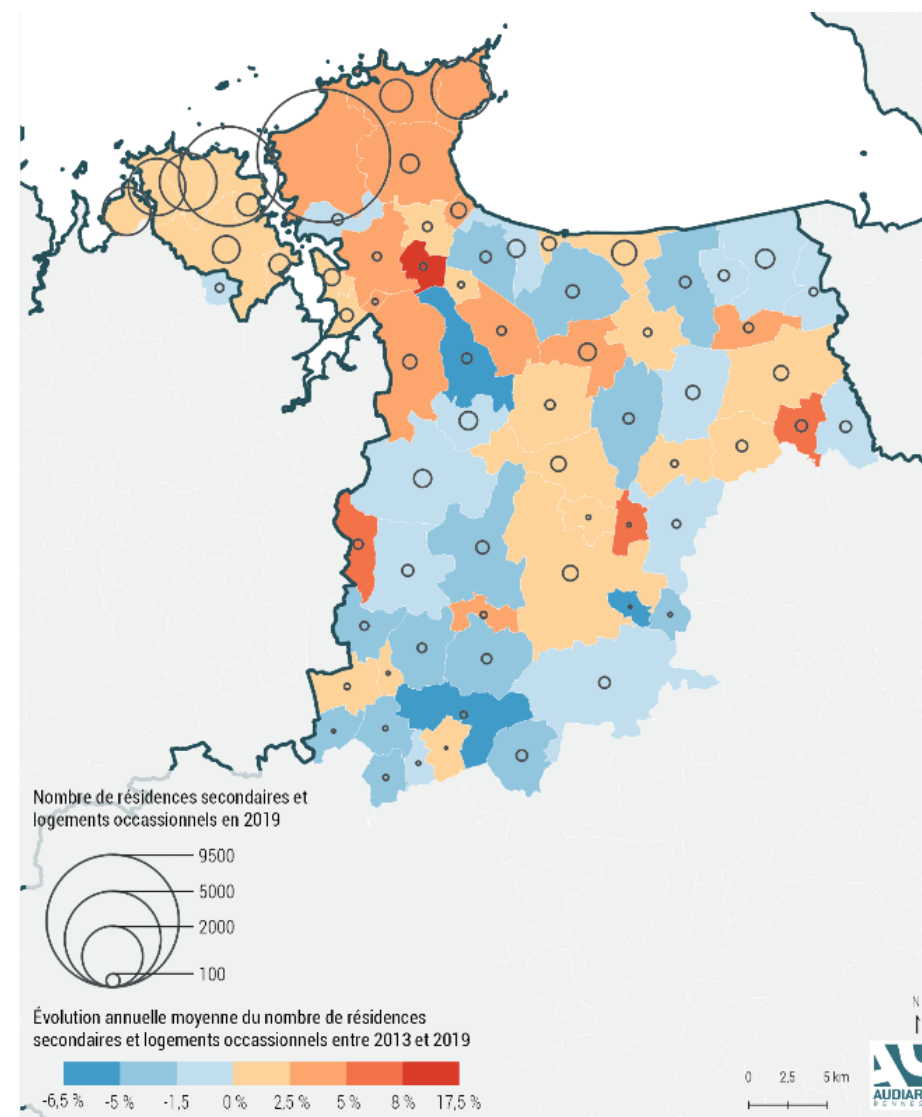 Nombre de résidences secondaires et
logements occassionnels en 2019
9500
5000
2000
100
Évolution annuelle moyenne du nombre de résidences
secondaires et logements occassionnels entre 2013 et 2019
-6,5 % -5 % -1,5 0 % 2,5 % 5 % 8 % 17,5 %
0 2,5 5 km
N
AU
AUDIAR
RENNES